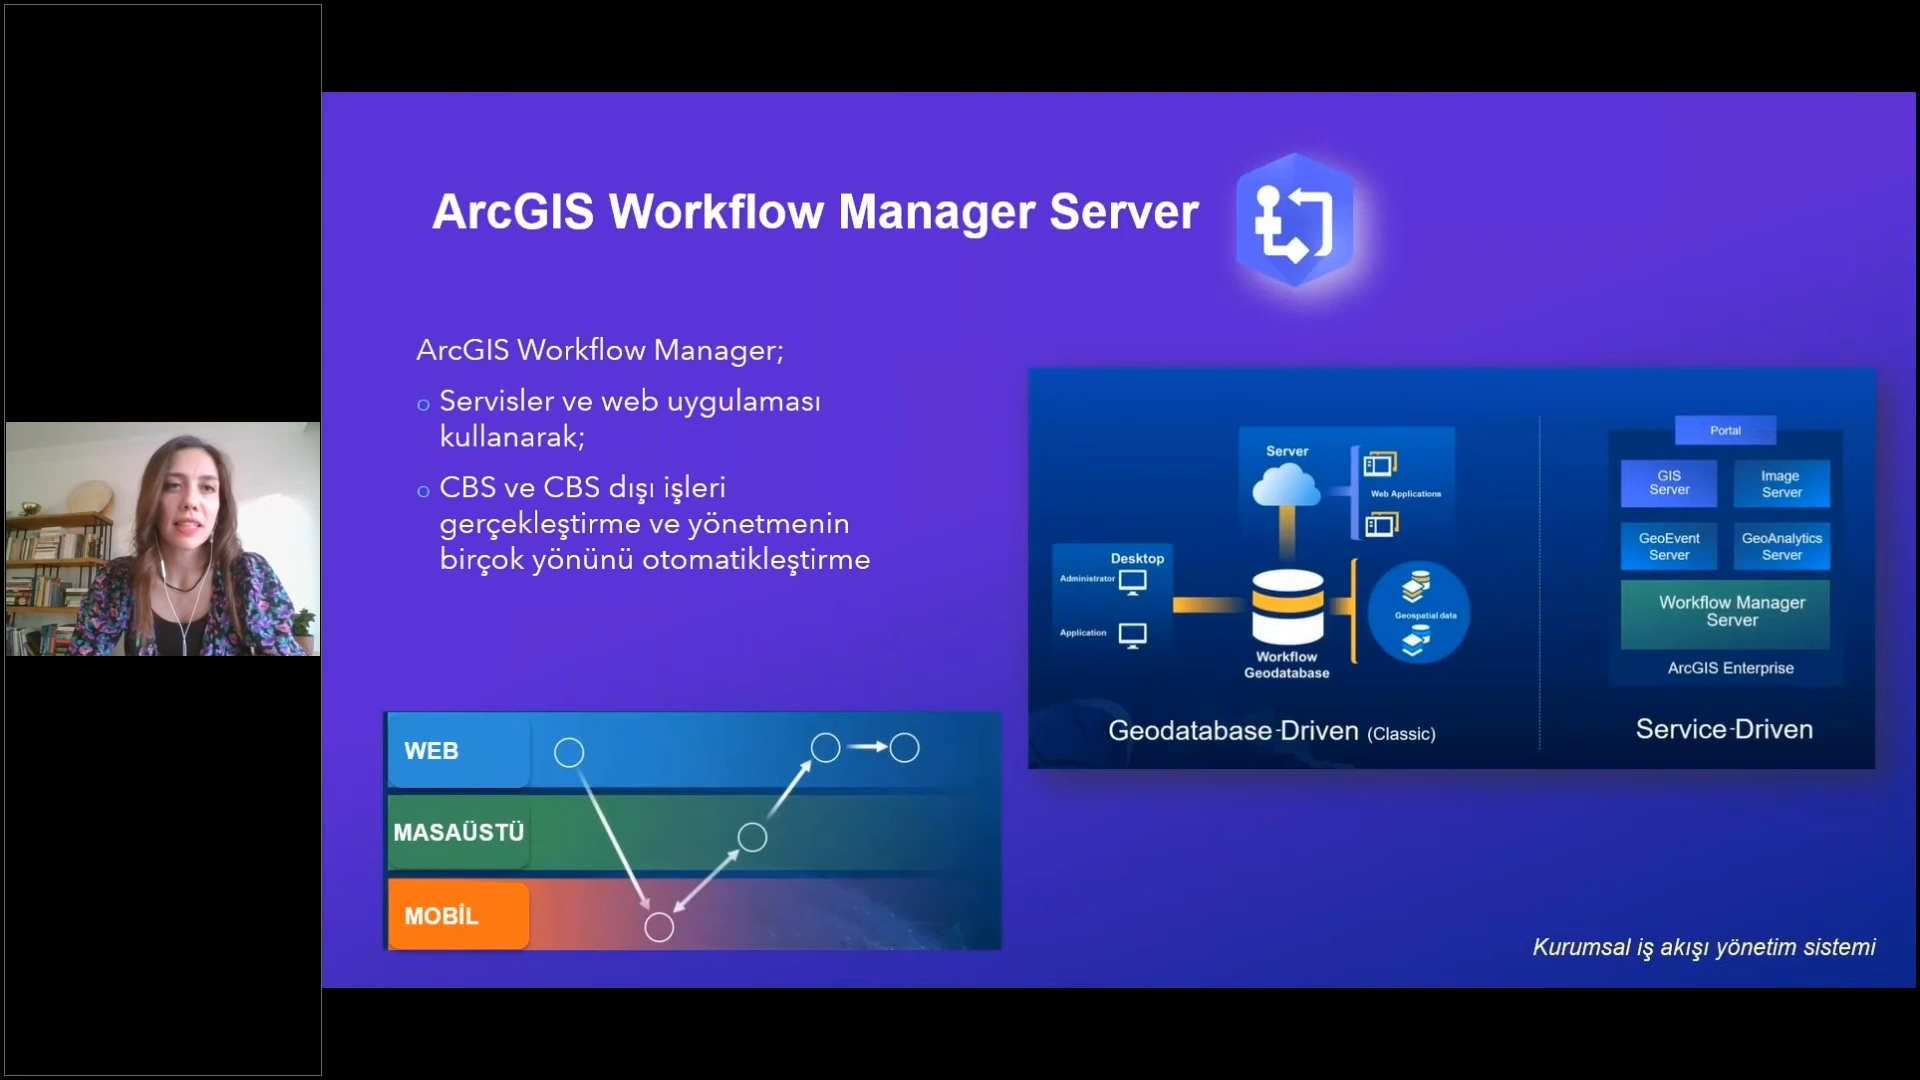 ArcGIS Workflow Manager Server
ArcGIS Workflow Manager;
o Servisler ve web uygulaması
kullanarak;
o CBS ve CBS dışı işleri
gerçekleştirme ve yönetmenin
birçok yönünü otomatikleştirme
WEB
MASAÜSTÜ
MOBİL
Server
Web Applications
Desktop
Administrator
Application
Workflow
Geodatabase
Geospatial data
Geodatabase-Driven (Classic)
Portal
GIS
Server
Image
Server
GeoEvent
Server
GeoAnalytics
Server
Workflow Manager
Server
ArcGIS Enterprise
Service-Driven
Kurumsal iş akışı yönetim sistemi